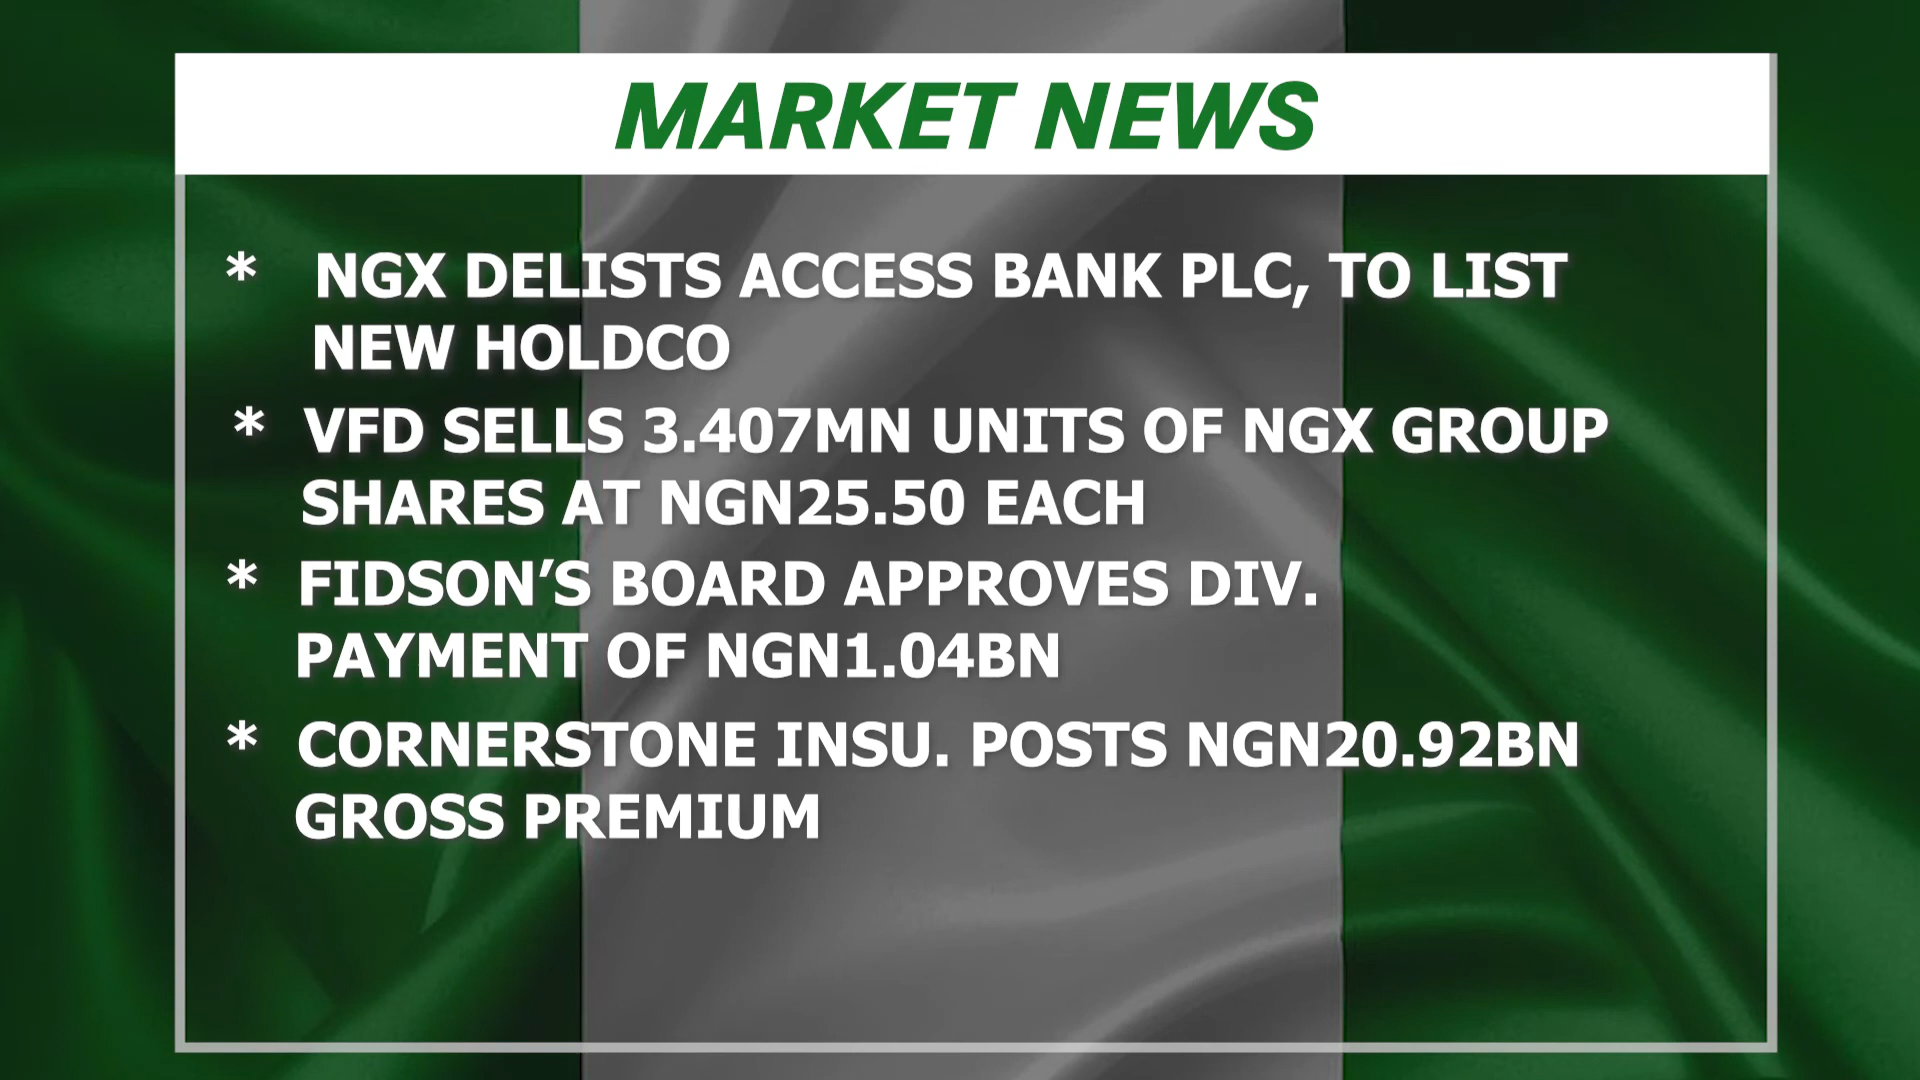 MARKET NEWS
* NGX DELISTS ACCESS BANK PLC, TO LIST
NEW HOLDCO
* VFD SELLS 3.407MN UNITS OF NGX GROUP
SHARES AT NGN25.50 EACH
* FIDSON’S BOARD APPROVES DIV.
PAYMENT OF NGN1.04BN
* CORNERSTONE INSU. POSTS NGN20.92BN
GROSS PREMIUM